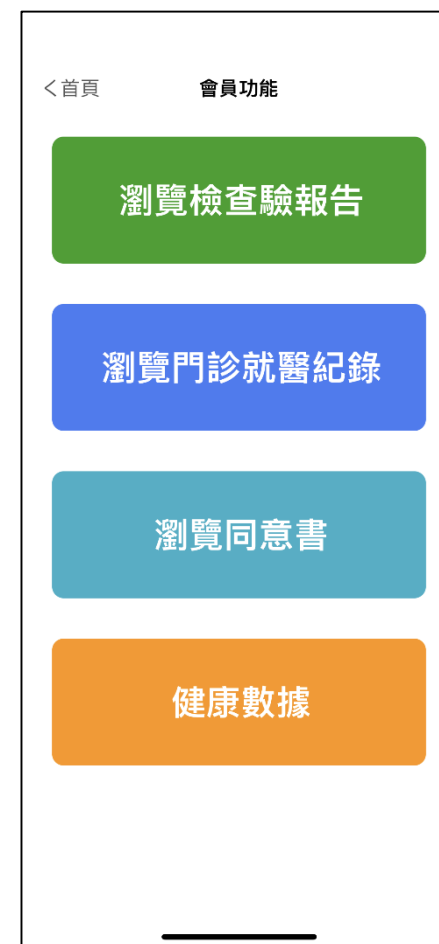 首頁
會員功能
瀏覽檢查驗報告
瀏覽門診就醫紀錄
瀏覽同意書
健康數據